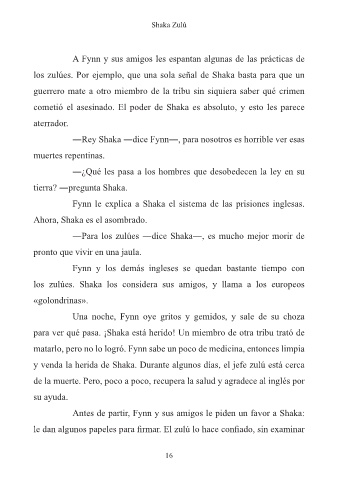 Shaka Zulú
A Fynn y sus amigos les espantan algunas de las prácticas de
los zulúes. Por ejemplo, que una sola señal de Shaka basta para que un
guerrero mate a otro miembro de la tribu sin siquiera saber qué crimen
cometió el asesinado. El poder de Shaka es absoluto, y esto les parece
aterrador.
―Rey Shaka ―dice Fynn―, para nosotros es horrible ver esas
muertes repentinas.
―¿Qué les pasa a los hombres que desobedecen la ley en su
tierra? ―pregunta Shaka.
Fynn le explica a Shaka el sistema de las prisiones inglesas.
Ahora, Shaka es el asombrado.
―Para los zulúes ―dice Shaka―, es mucho mejor morir de
pronto que vivir en una jaula.
Fynn y los demás ingleses se quedan bastante tiempo con
los zulúes. Shaka los considera sus amigos, y llama a los europeos
«golondrinas».
Una noche, Fynn oye gritos y gemidos, y sale de su choza
para ver qué pasa. ¡Shaka está herido! Un miembro de otra tribu trató de
matarlo, pero no lo logró. Fynn sabe un poco de medicina, entonces limpia
y venda la herida de Shaka. Durante algunos días, el jefe zulú está cerca
de la muerte. Pero, poco a poco, recupera la salud y agradece al inglés por
su ayuda.
Antes de partir, Fynn y sus amigos le piden un favor a Shaka:
le dan algunos papeles para firmar. El zulú lo hace confiado, sin examinar
16